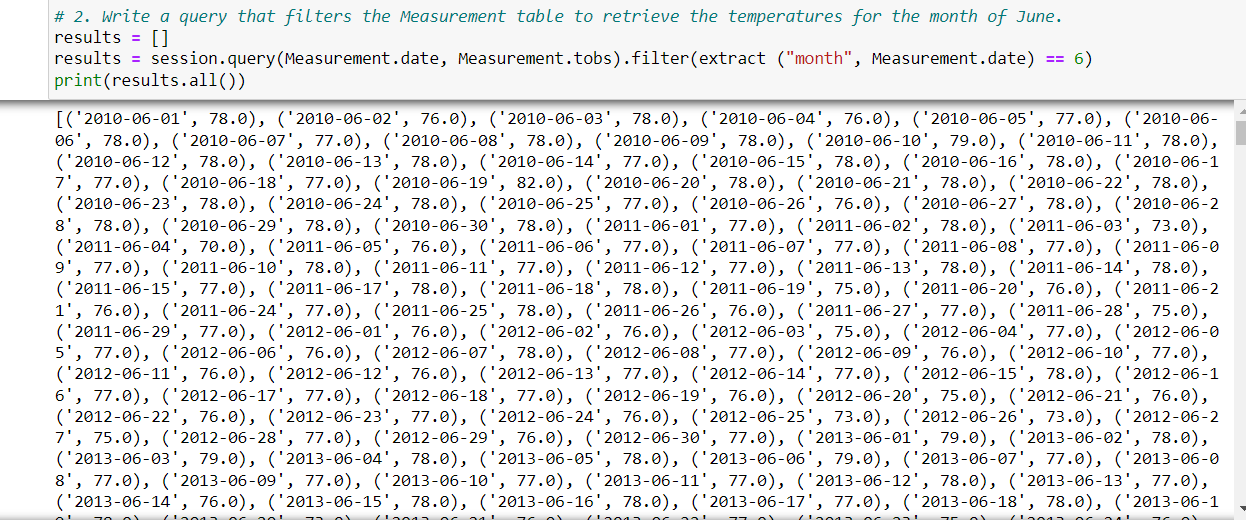 # 2. Write a query that filters the Measurement table to retrieve the temperatures for the month of June.
results = []
results = session.query(Measurement.date, Measurement.tobs).filter(extract ("month", Measurement.date) == 6)
print(results.all())
[('2010-06-01', 78.0), ('2010-06-02', 76.0), ('2010-06-03', 78.0), ('2010-06-04', 76.0), ('2010-06-05', 77.0), ('2010-06-
06', 78.0), ('2010-06-07', 77.0), ('2010-06-08', 78.0), ('2010-06-09', 78.0), ('2010-06-10', 79.0), ('2010-06-11', 78.0),
('2010-06-12', 78.0), ('2010-06-13', 78.0), ('2010-06-14', 77.0), ('2010-06-15', 78.0), ('2010-06-16', 78.0), ('2010-06-1
7', 77.0), ('2010-06-18', 77.0), ('2010-06-19', 82.0), ('2010-06-20', 78.0), ('2010-06-21', 78.0), ('2010-06-22', 78.0),
('2010-06-23', 78.0), ('2010-06-24', 78.0), ('2010-06-25', 77.0), ('2010-06-26', 76.0), ('2010-06-27', 78.0), ('2010-06-2
8', 78.0), ('2010-06-29', 78.0), ('2010-06-30', 78.0), ('2011-06-01', 77.0), ('2011-06-02', 78.0), ('2011-06-03', 73.0),
('2011-06-04', 70.0), ('2011-06-05', 76.0), ('2011-06-06', 77.0), ('2011-06-07', 77.0), ('2011-06-08', 77.0), ('2011-06-0
9', 77.0), ('2011-06-10', 78.0), ('2011-06-11', 77.0), ('2011-06-12', 77.0), ('2011-06-13', 78.0), ('2011-06-14', 78.0),
('2011-06-15', 77.0), ('2011-06-17', 78.0), ('2011-06-18', 78.0), ('2011-06-19', 75.0), ('2011-06-20', 76.0), ('2011-06-2
1', 76.0), ('2011-06-24', 77.0), ('2011-06-25', 78.0), ('2011-06-26', 76.0), ('2011-06-27', 77.0), ('2011-06-28', 75.0),
('2011-06-29', 77.0), ('2012-06-01', 76.0), ('2012-06-02', 76.0), ('2012-06-03', 75.0), ('2012-06-04', 77.0), ('2012-06-0
5', 77.0), ('2012-06-06', 76.0), ('2012-06-07', 78.0), ('2012-06-08', 77.0), ('2012-06-09', 76.0), ('2012-06-10', 77.0),
('2012-06-11', 76.0), ('2012-06-12', 76.0), ('2012-06-13', 77.0), ('2012-06-14', 77.0), ('2012-06-15', 78.0), ('2012-06-1
6', 77.0), ('2012-06-17', 77.0), ('2012-06-18', 77.0), ('2012-06-19', 76.0), ('2012-06-20', 75.0), ('2012-06-21', 76.0),
('2012-06-22', 76.0), ('2012-06-23', 77.0), ('2012-06-24', 76.0), ('2012-06-25', 73.0), ('2012-06-26', 73.0), ('2012-06-2
7', 75.0), ('2012-06-28', 77.0), ('2012-06-29', 76.0), ('2012-06-30', 77.0), ('2013-06-01', 79.0), ('2013-06-02', 78.0),
('2013-06-03', 79.0), ('2013-06-04', 78.0), ('2013-06-05', 78.0), ('2013-06-06', 79.0), ('2013-06-07', 77.0), ('2013-06-0
8', 77.0), ('2013-06-09', 77.0), ('2013-06-10', 77.0), ('2013-06-11', 77.0), ('2013-06-12', 78.0), ('2013-06-13', 77.0),
('2013-06-14', 76.0), ('2013-06-15', 78.0), ('2013-06-16', 78.0), ('2013-06-17', 77.0), ('2013-06-18', 78.0), ('2013-06-1